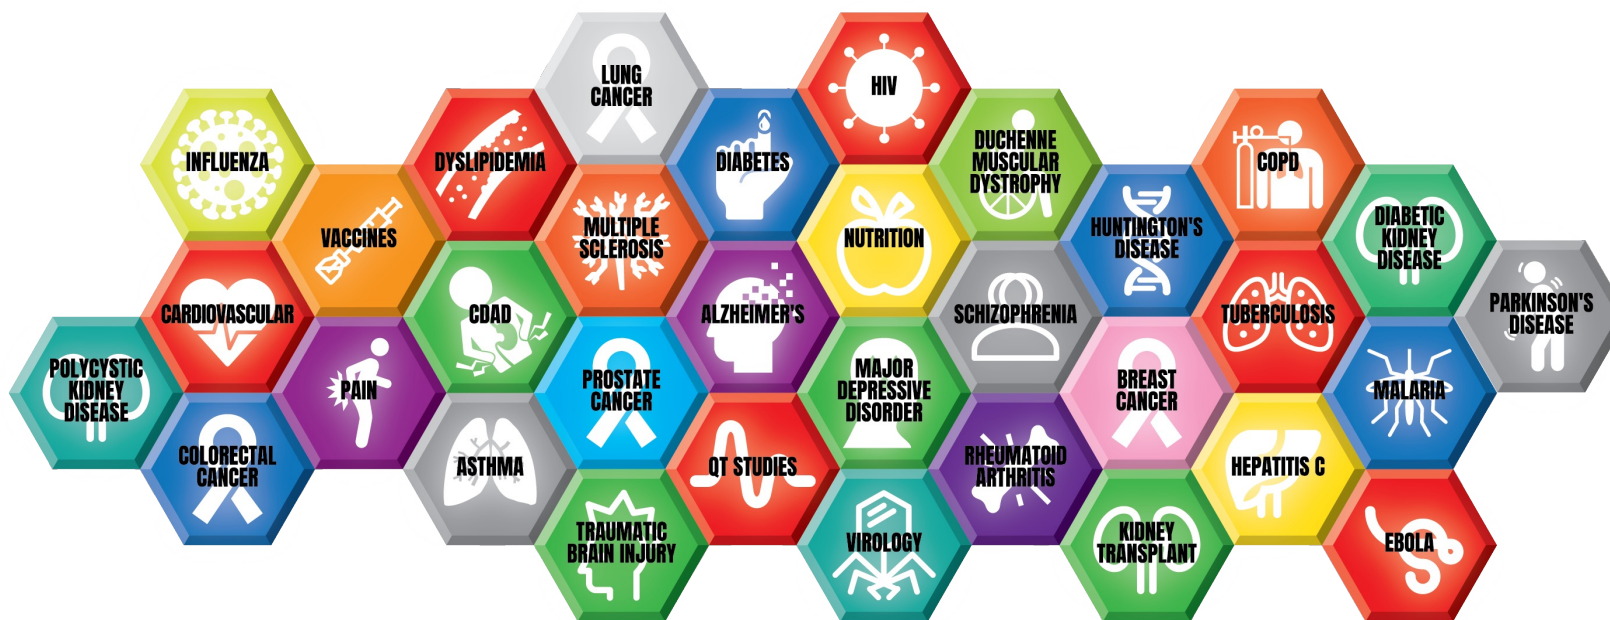 LUNG
CANCER
HIV
INFLUENZA
DYSLIPIDEMIA
DIABETES
DUCHENNE
MUSCULAR
DYSTROPHY
COPD
VACCINES
MULTIPLE
SCLEROSIS
NUTRITION
HUNTINGTON'S
DISEASE
DIABETIC
KIDNEY
DISEASE
CARDIOVASCULAR
CDAD
ALZHEIMER'S
SCHIZOPHRENIA
TUBERCULOSIS
PARKINSON'S
DISEASE
POLYCYSTIC
KIDNEY
DISEASE
PAIN
PROSTATE
CANCER
MAJOR
DEPRESSIVE
DISORDER
BREAST
CANCER
MALARIA
COLORECTAL
CANCER
ASTHMA
QT STUDIES
RHEUMATOID
ARTHRITIS
HEPATITIS C
TRAUMATIC
BRAIN INJURY
VIROLOGY
KIDNEY
TRANSPLANT
EBOLA